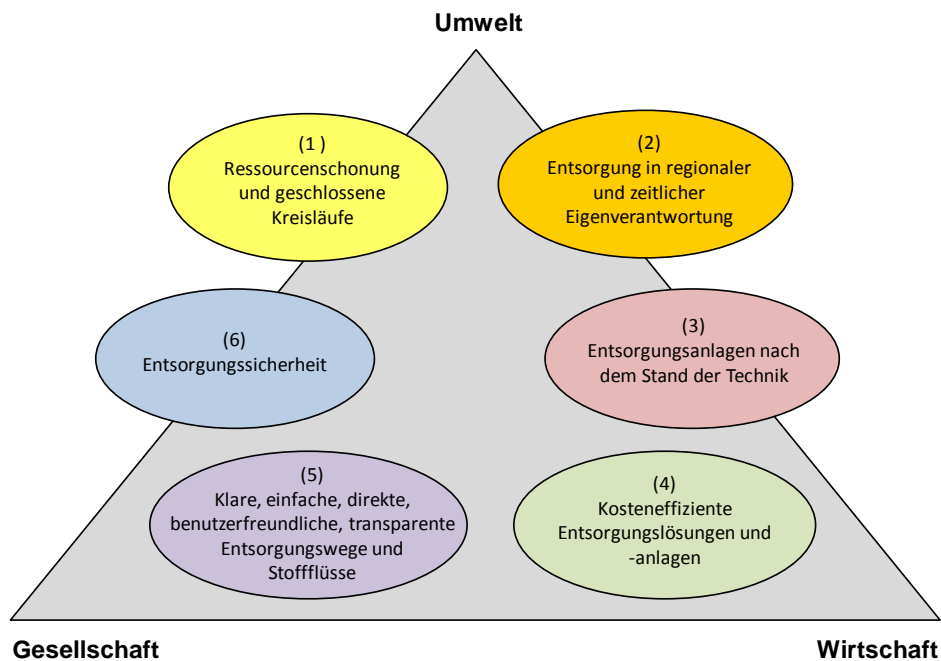 Umwelt
(1 )
Ressourcenschonung
und geschlossene
Kreisläufe
(2)
Entsorgung in regionaler
und zeitlicher
Eigenverantwortung
(6)
Entsorgungssicherheit
(3)
Entsorgungsanlagen nach
dem Stand der Technik
(5)
Klare, einfache, direkte,
benutzerfreundliche, transparente
Entsorgungswege und
Stoffflüsse
(4)
Kosteneffiziente
Entsorgungslösungen und
-anlagen
Gesellschaft
Wirtschaft